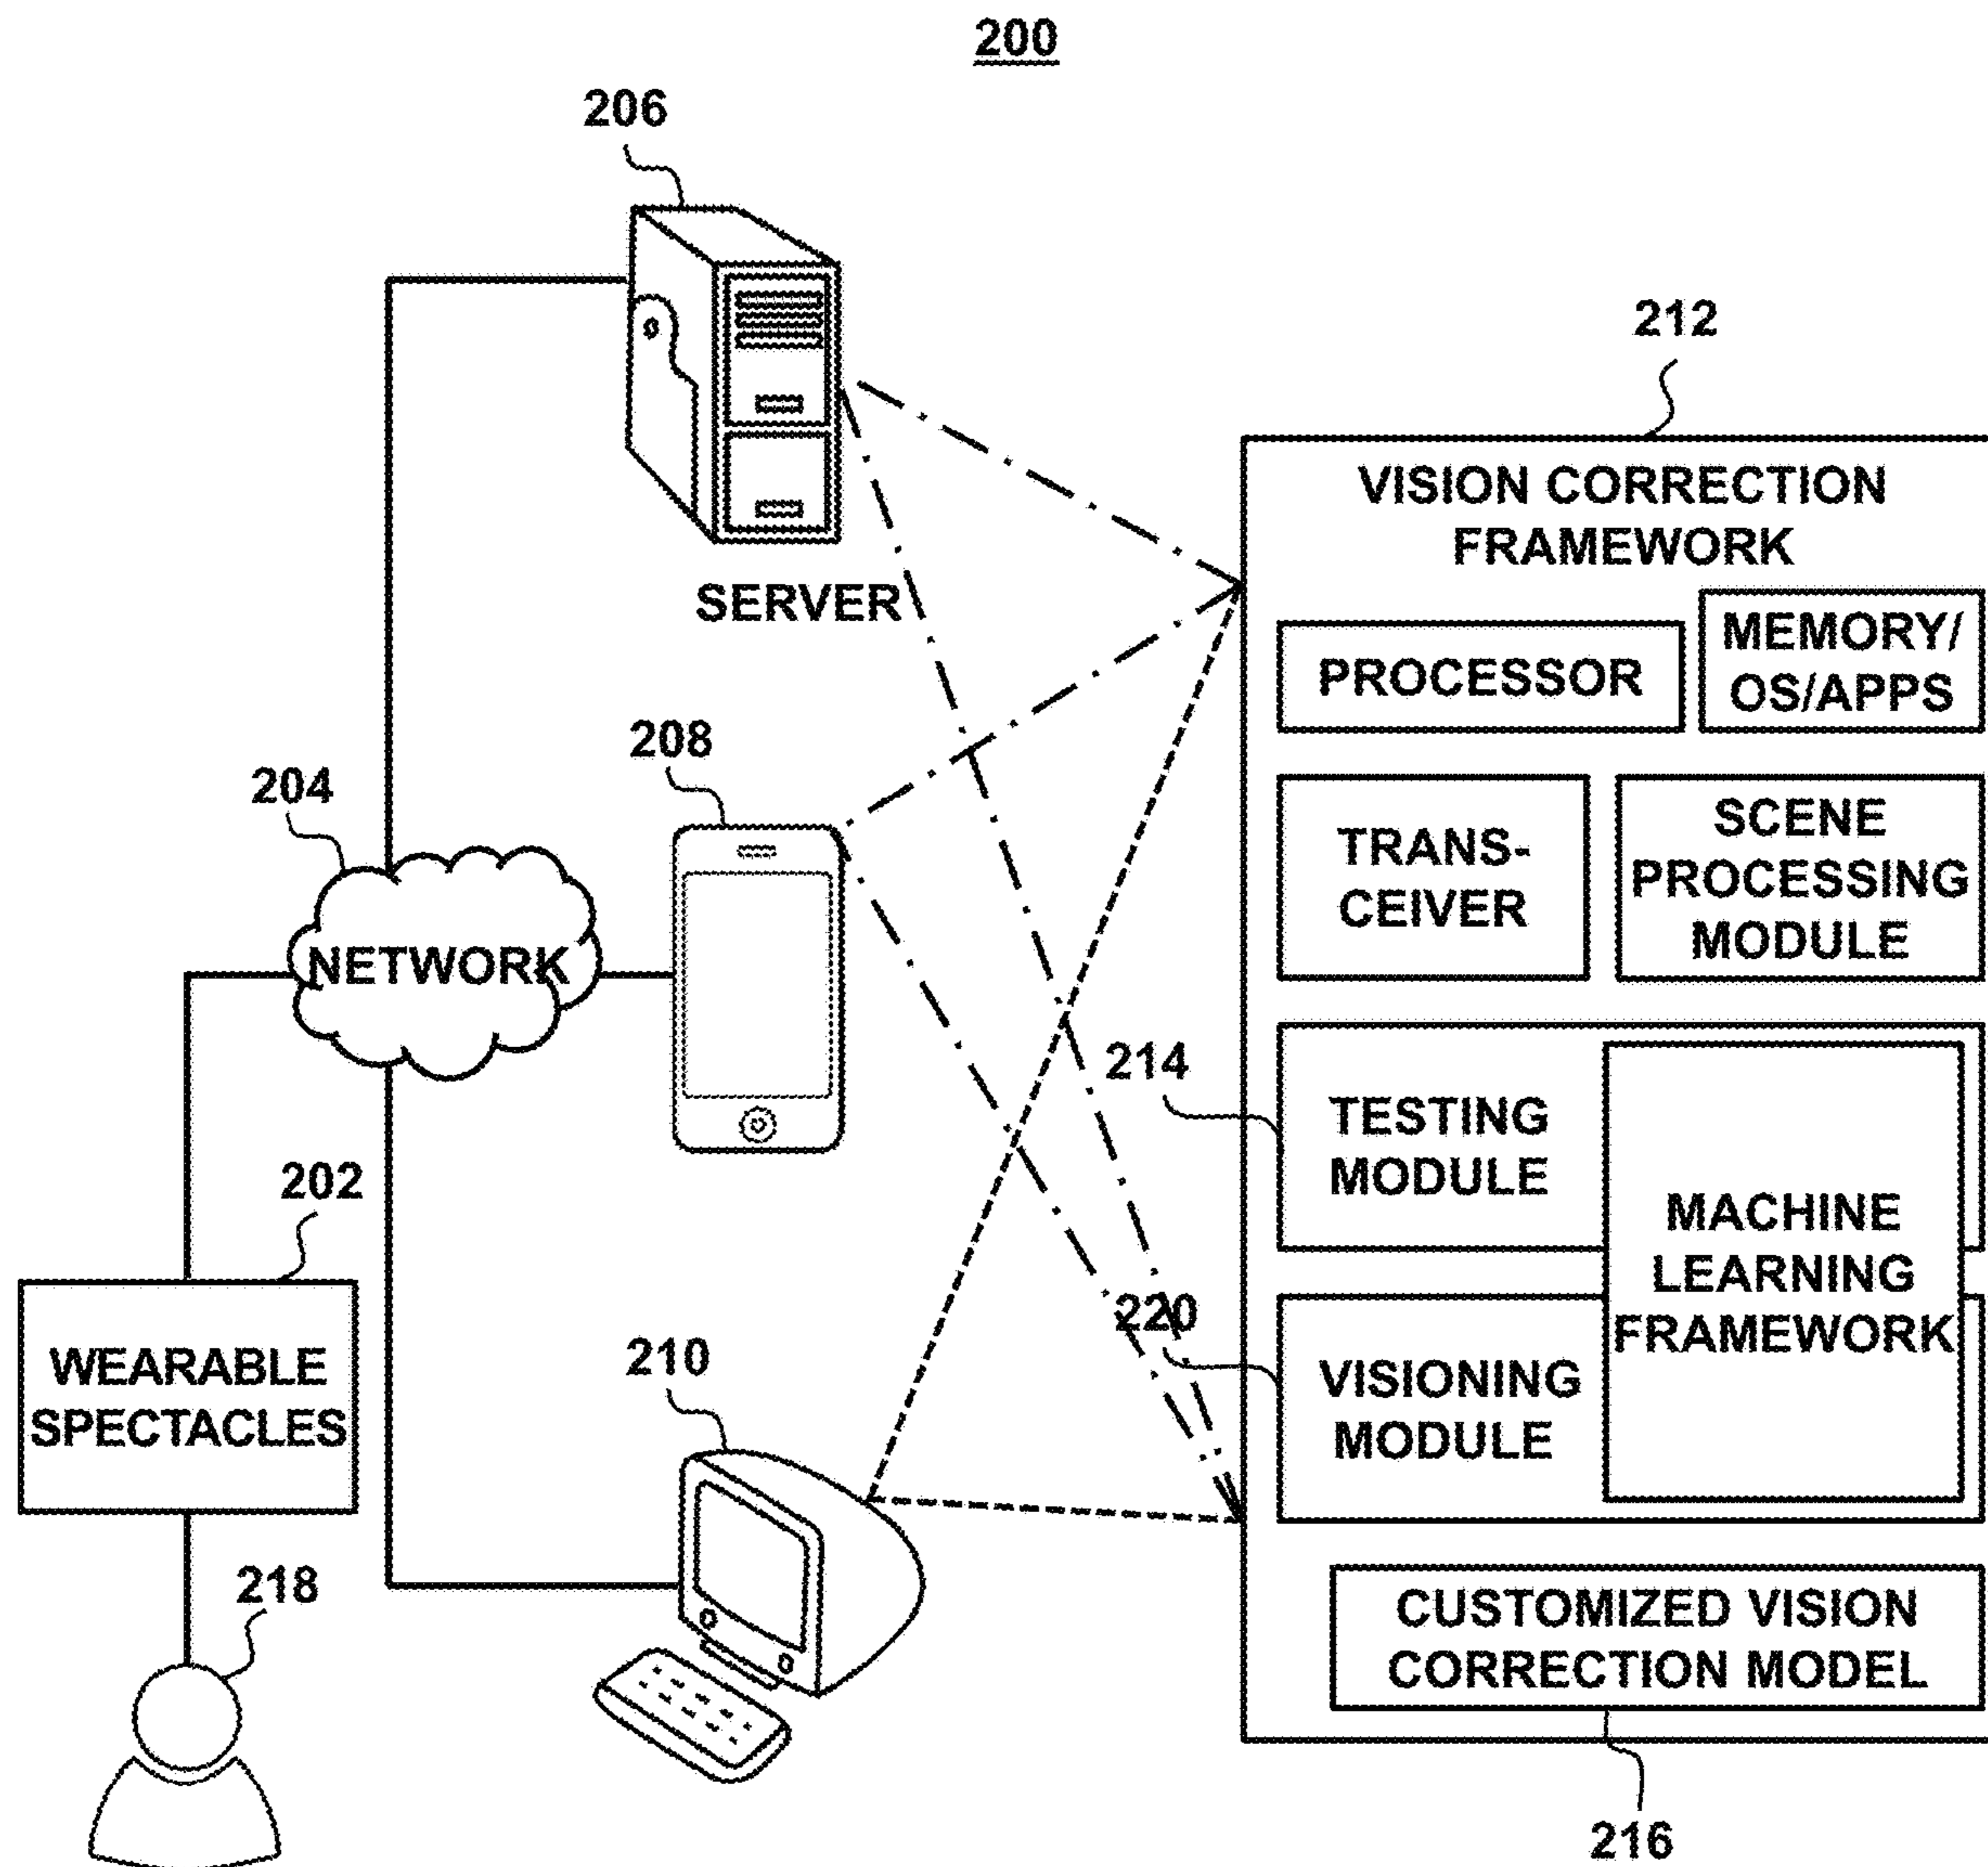 200
206
SERVER
212
VISION CORRECTION
FRAMEWORK
PROCESSOR
MEMORY/
OS/APPS
TRANS-
CEIVER
SCENE
PROCESSING
MODULE
204
NETWORK
208
214
TESTING
MODULE
MACHINE
LEARNING
FRAMEWORK
220
VISIONING
MODULE
202
WEARABLE
SPECTACLES
210
218
CUSTOMIZED VISION
CORRECTION MODEL
216